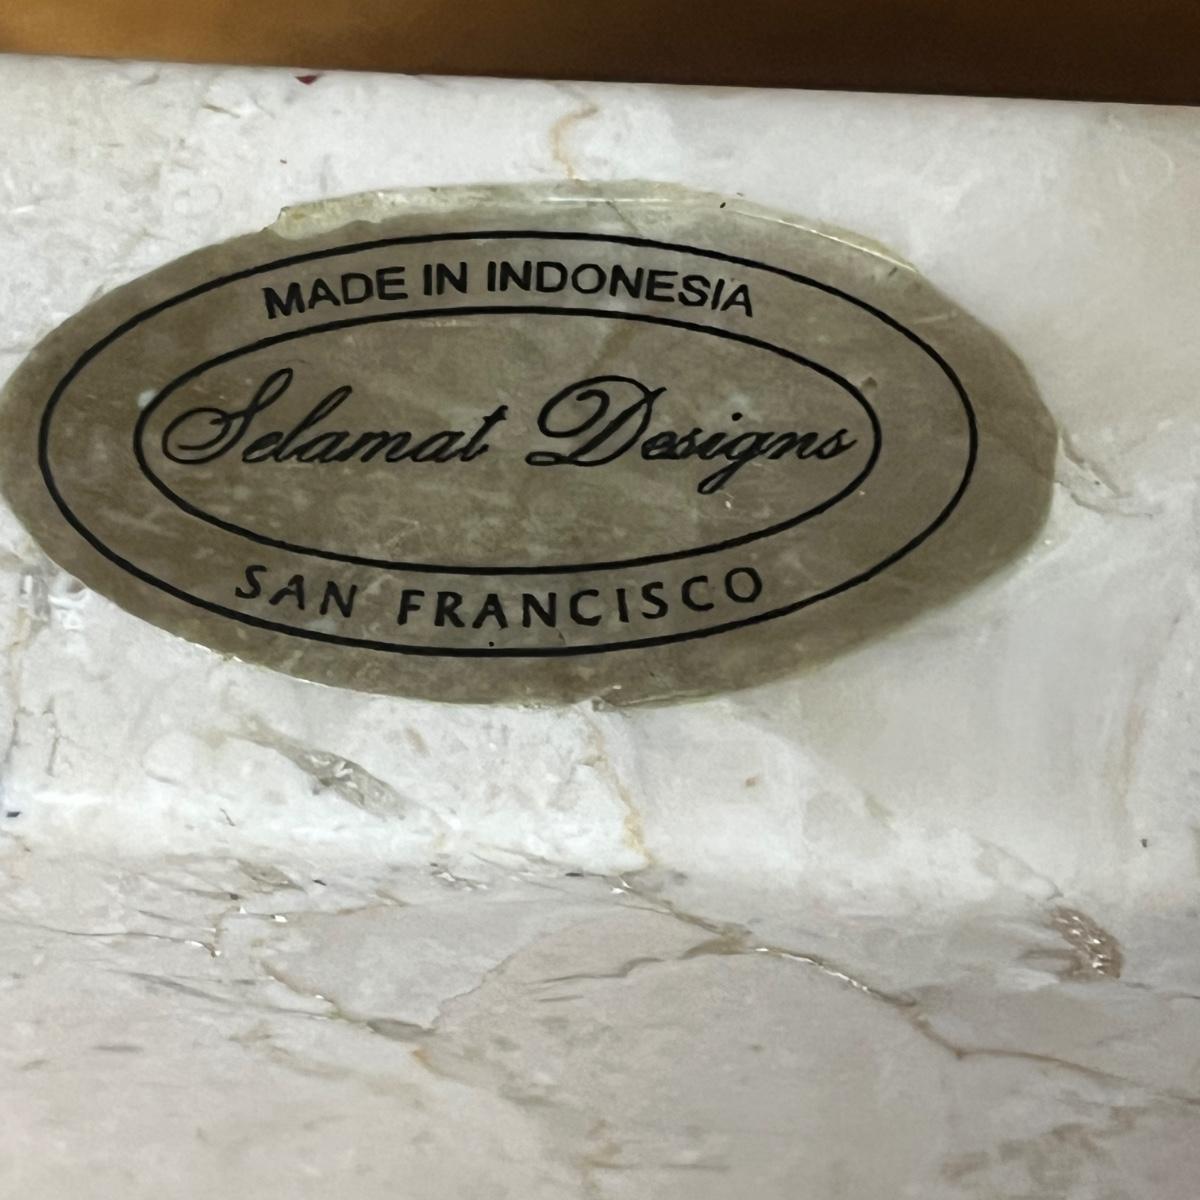 MADE IN INDONESIA
Selamat Designs
SAN FRANCISCO